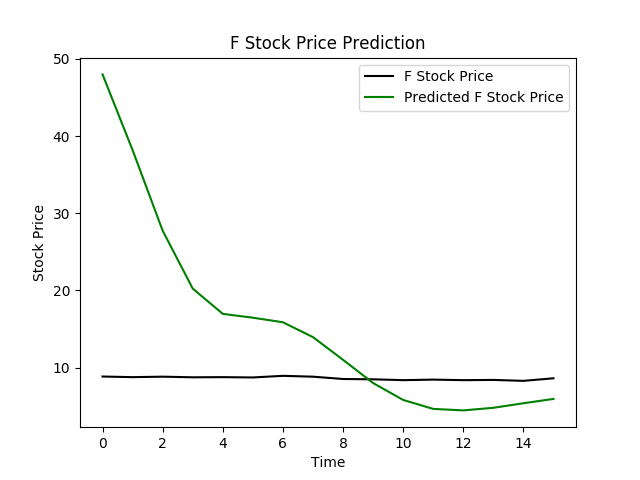 F Stock Price Prediction
F Stock Price
Predicted F Stock Price
50
40
30
20
10
Stock Price
0 2 4 6 8 10 12 14
Time